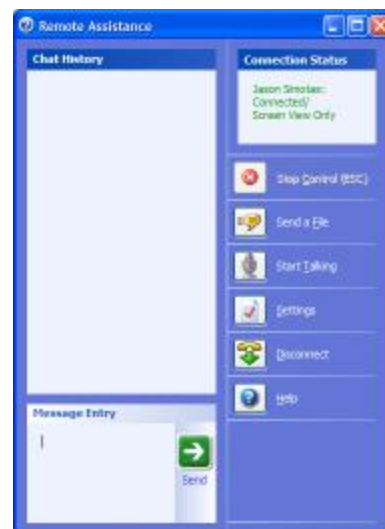 Remote Assistance
Chat History
Connection Status
Jason
Connected/
Screen View Only
Stop Control (ESC)
Send a File
Start Talking
Settings
Disconnect
Help
Message Entry
Send